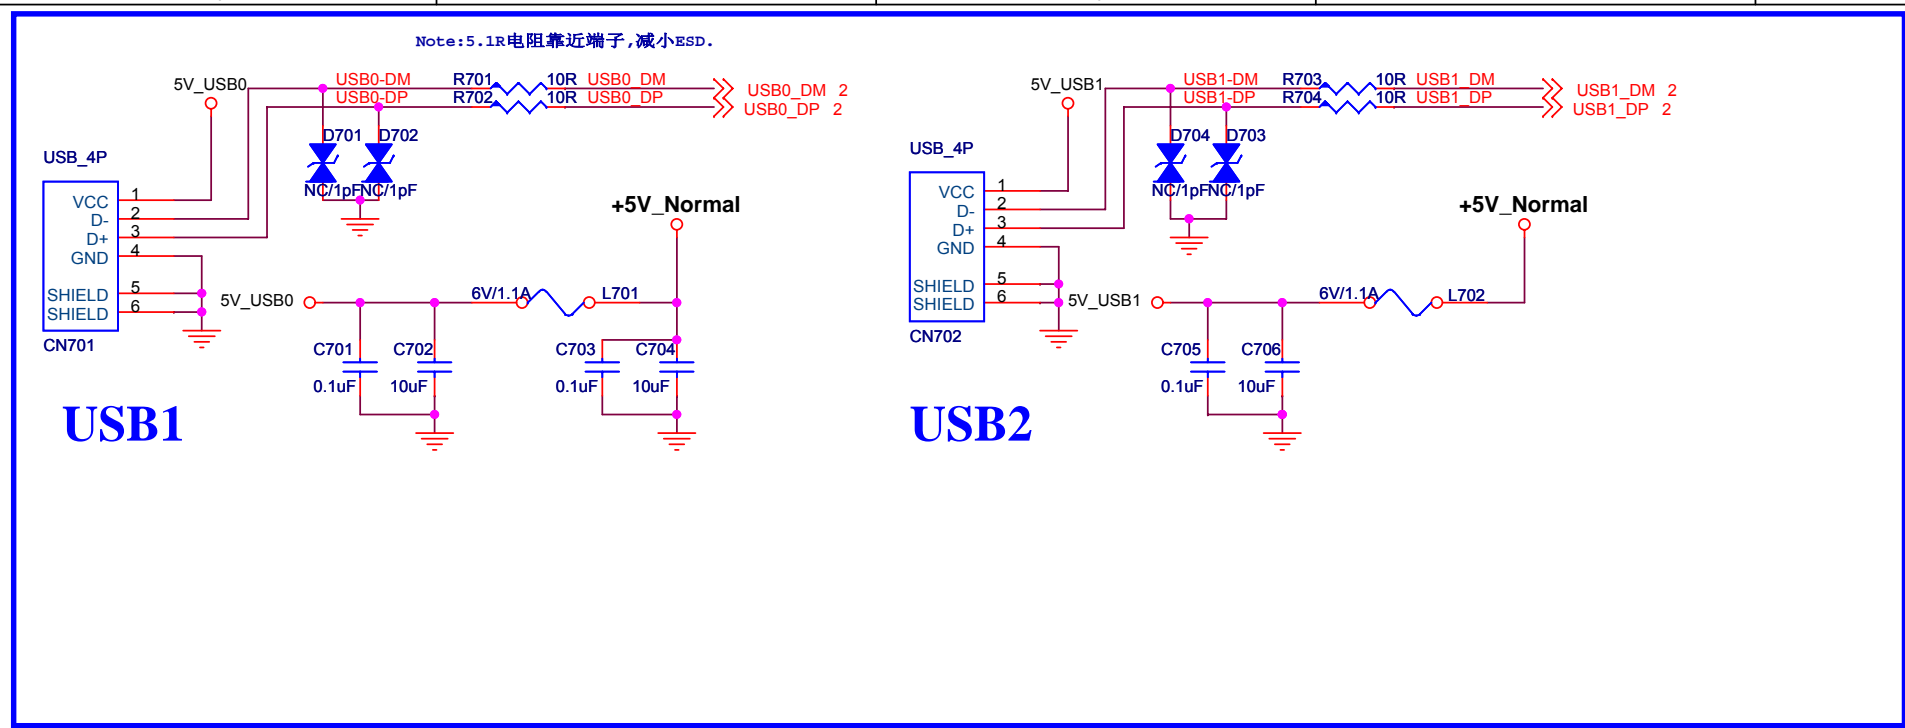 Note:5.1R电阻靠近端子,减小ESD.
5V_USB0
USB0-DM
R701
10R
USB0_DM
USB0_DM 2
USB0-DP
R702
10R
USB0_DP
USB0_DP 2
D701
D702
NC/1pF
NC/1pF
USB_4P
VCC 1
D- 2
D+ 3
GND 4
SHIELD 5
SHIELD 6
CN701
+5V_Normal
5V_USB0
6V/1.1A
L701
C701
C702
C703
C704
0.1uF
10uF
0.1uF
10uF
USB1
5V_USB1
USB1-DM
R703
10R
USB1_DM
USB1_DM 2
USB1-DP
R704
10R
USB1_DP
USB1_DP 2
D704
D703
NC/1pF
NC/1pF
USB_4P
VCC 1
D- 2
D+ 3
GND 4
SHIELD 5
SHIELD 6
CN702
+5V_Normal
5V_USB1
6V/1.1A
L702
C705
C706
0.1uF
10uF
USB2